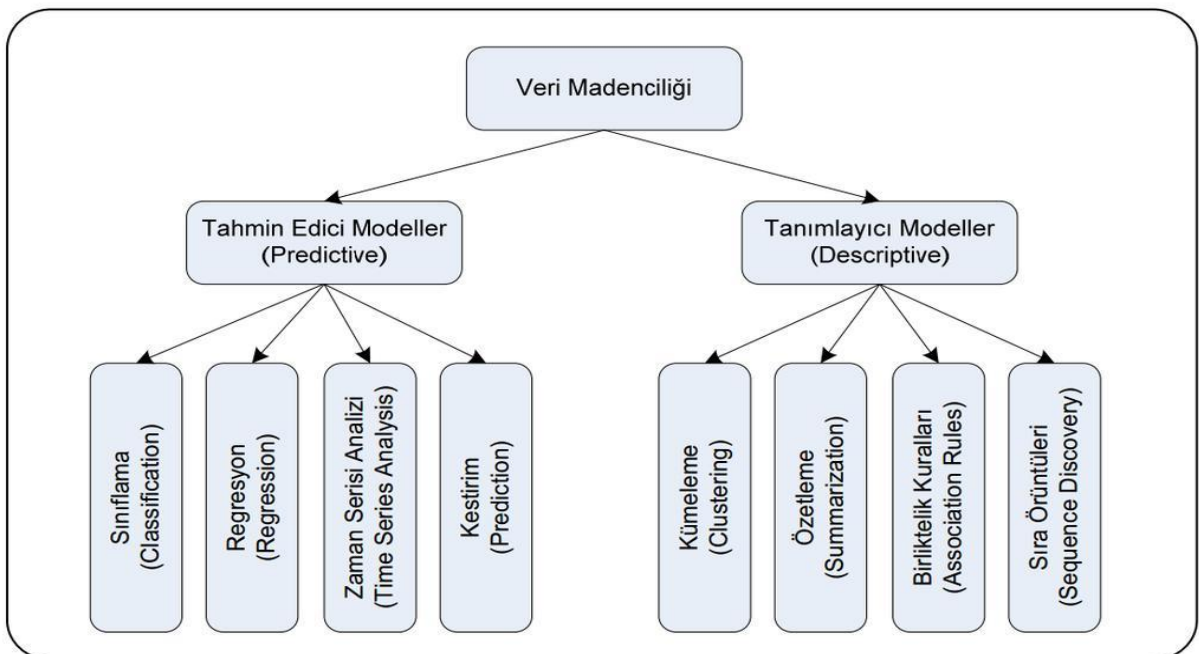 Veri Madenciliği
Tahmin Edici Modeller
(Predictive)
Tanımlayıcı Modeller
(Descriptive)
Sınıflama
(Classification)
Regresyon
(Regression)
Zaman Serisi Analizi
(Time Series Analysis)
Kestirim
(Prediction)
Kümeleme
(Clustering)
Özetleme
(Summarization)
Birliktelik Kuralları
(Association Rules)
Sıra Örüntüleri
(Sequence Discovery)